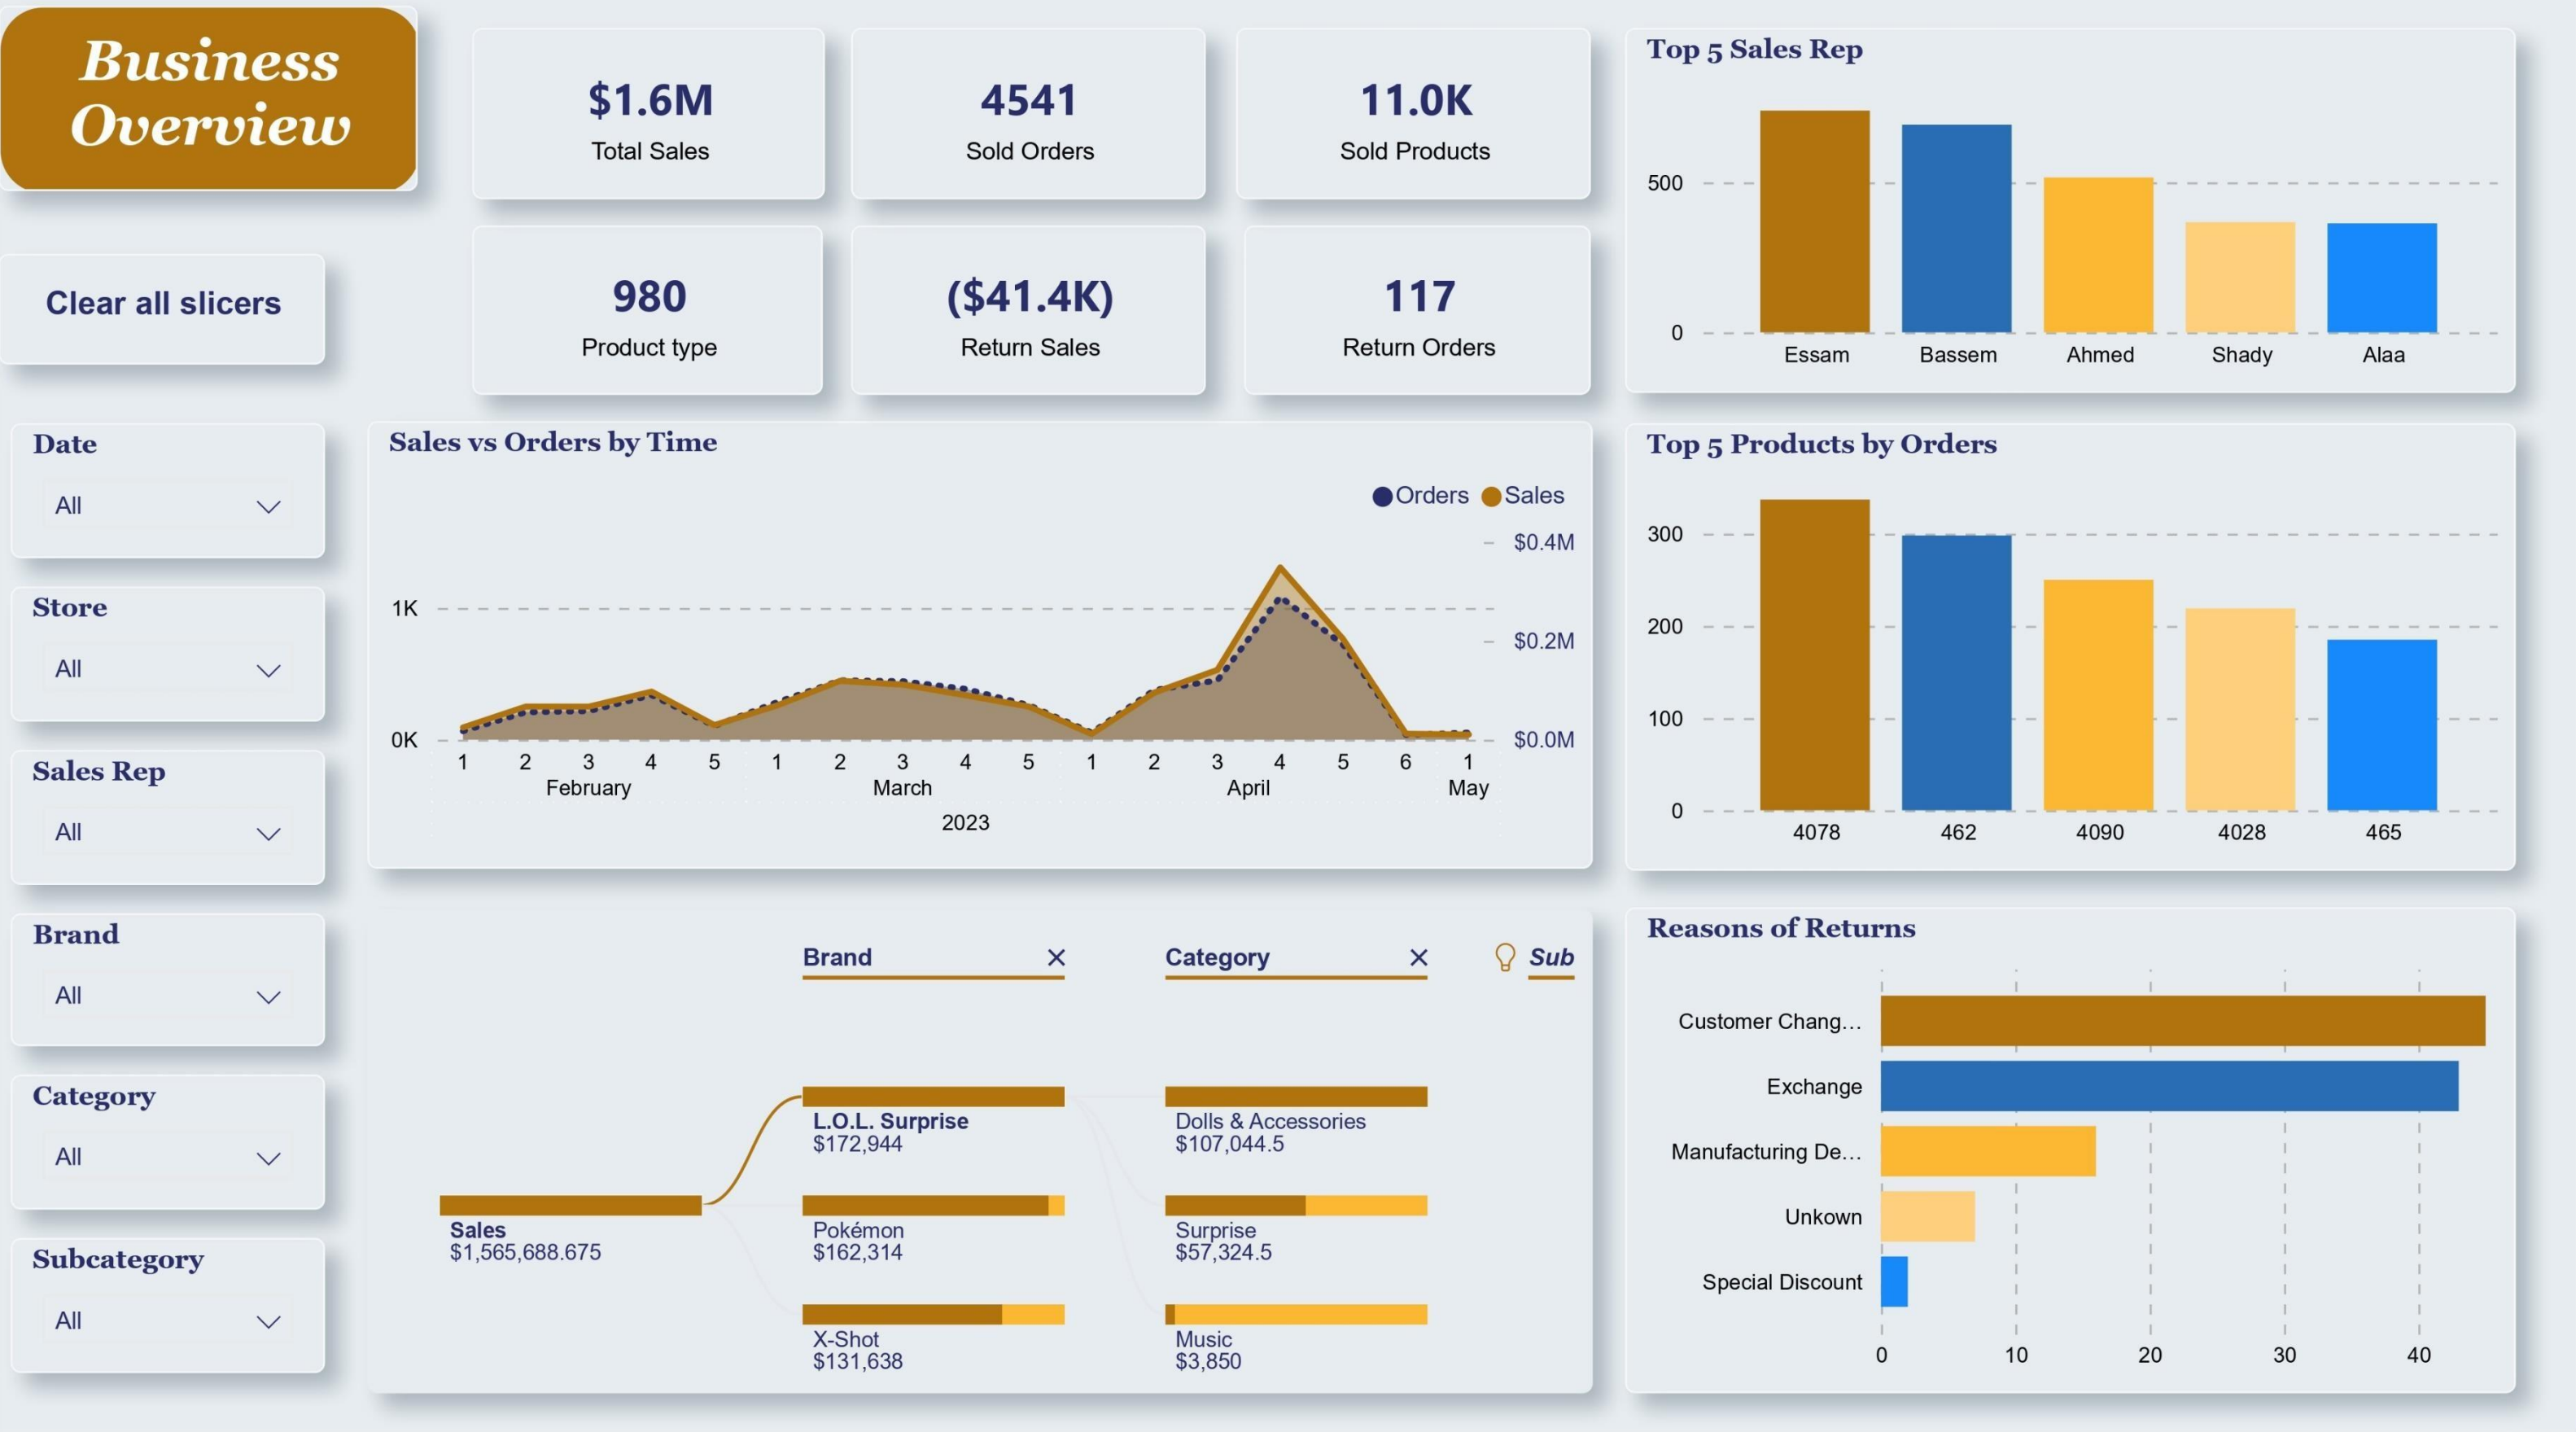 Business
Overview
$1.6M
Total Sales
4541
Sold Orders
11.0K
Sold Products
980
Product type
($41.4K)
Return Sales
117
Return Orders
Clear all slicers
Date
All
Store
All
Sales Rep
All
Brand
All
Category
All
Subcategory
All
Top 5 Sales Rep
500
0
Essam Bassem Ahmed Shady Alaa
Sales vs Orders by Time
Orders Sales
$0.4M
1K
$0.2M
0K
$0.0M
1 2 3 4 5 1 2 3 4 5 1 2 3 4 5 6 1
February March April May
2023
Top 5 Products by Orders
300
200
100
0
4078 462 4090 4028 465
Brand
Category
Sub
L.O.L. Surprise
$172,944
Dolls & Accessories
$107,044.5
Sales
$1,565,688.675
Pokémon
$162,314
Surprise
$57,324.5
X-Shot
$131,638
Music
$3,850
Reasons of Returns
Customer Chang...
Exchange
Manufacturing De...
Unkown
Special Discount
0 10 20 30 40